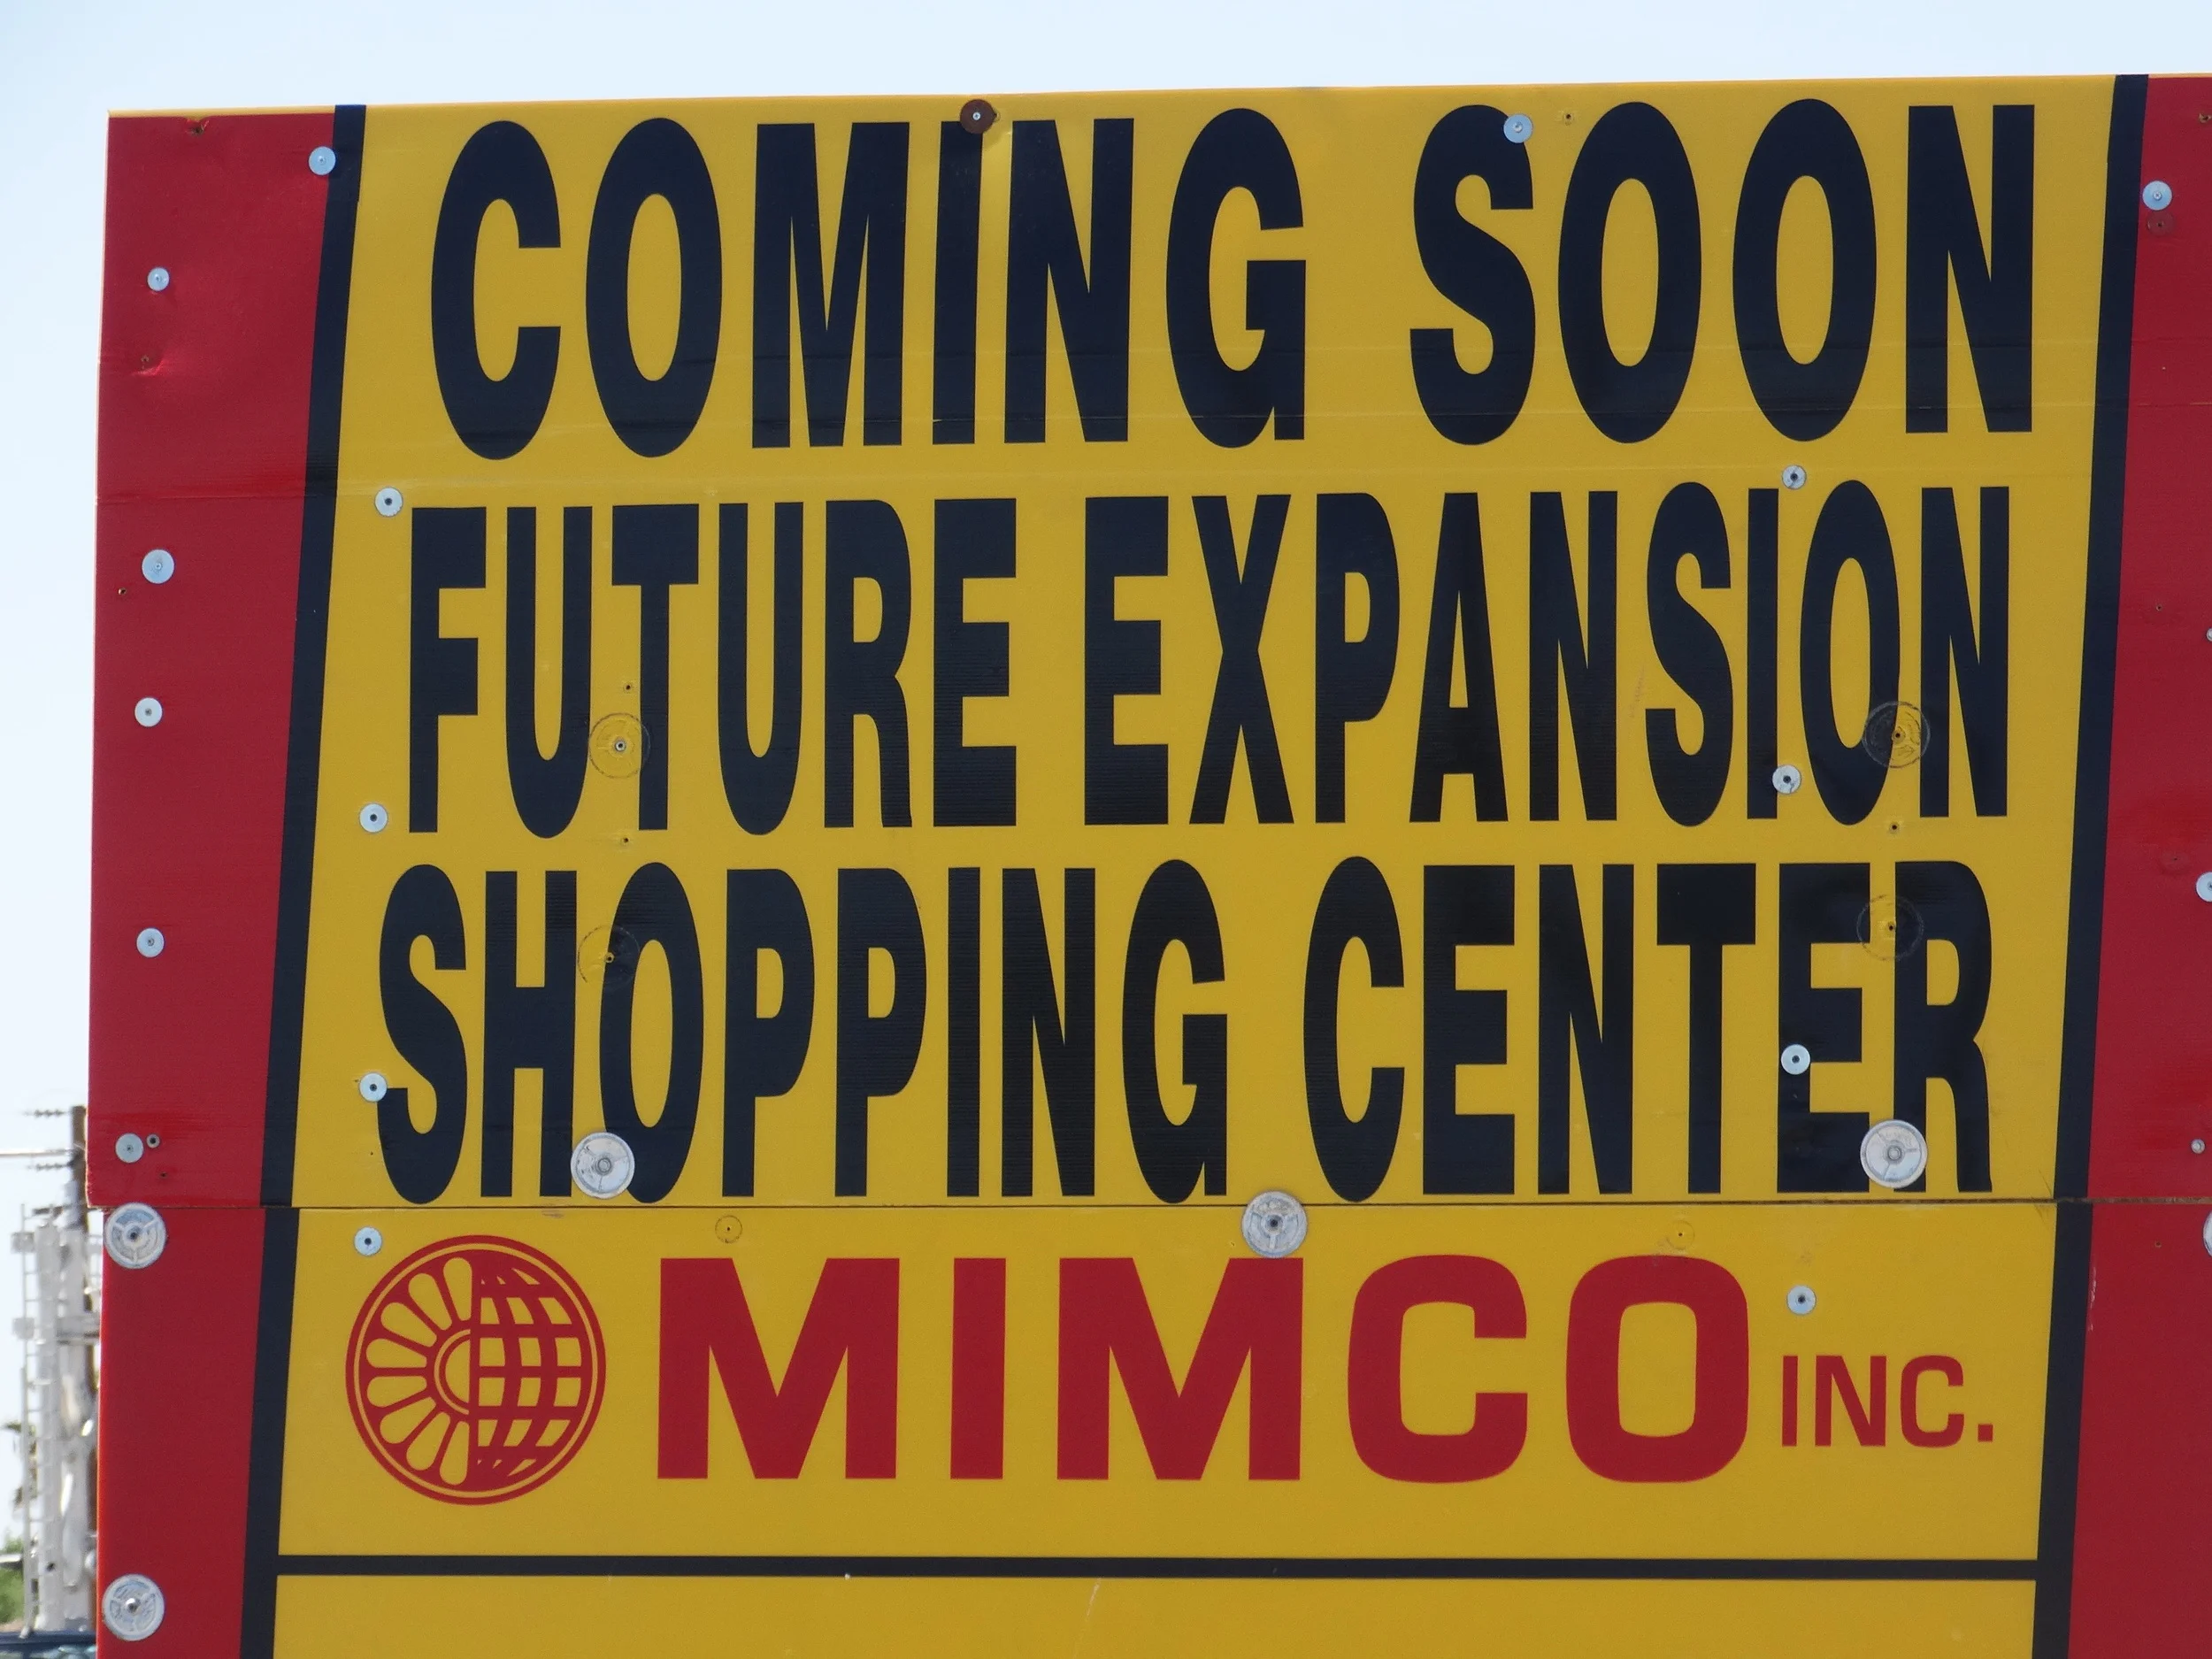 COMING SOON
FUTURE EXPANSION
SHOPPING CENTER
MIMCO INC.